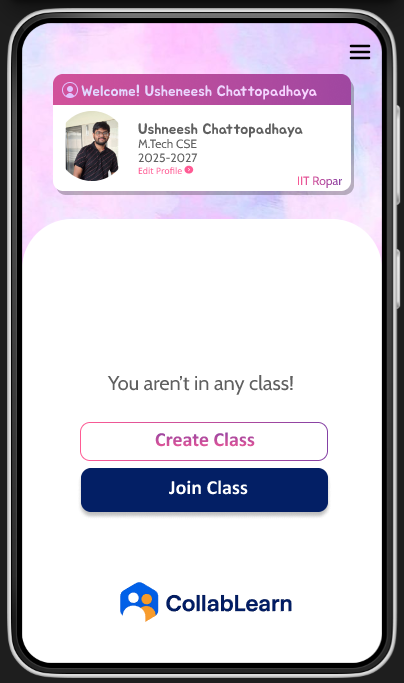 Welcome! Usheneesh Chattopadhaya
Ushneesh Chattopadhaya
M.Tech CSE
2025-2027
Edit Profile
IIT Ropar
You aren't in any class!
Create Class
Join Class
CollabLearn